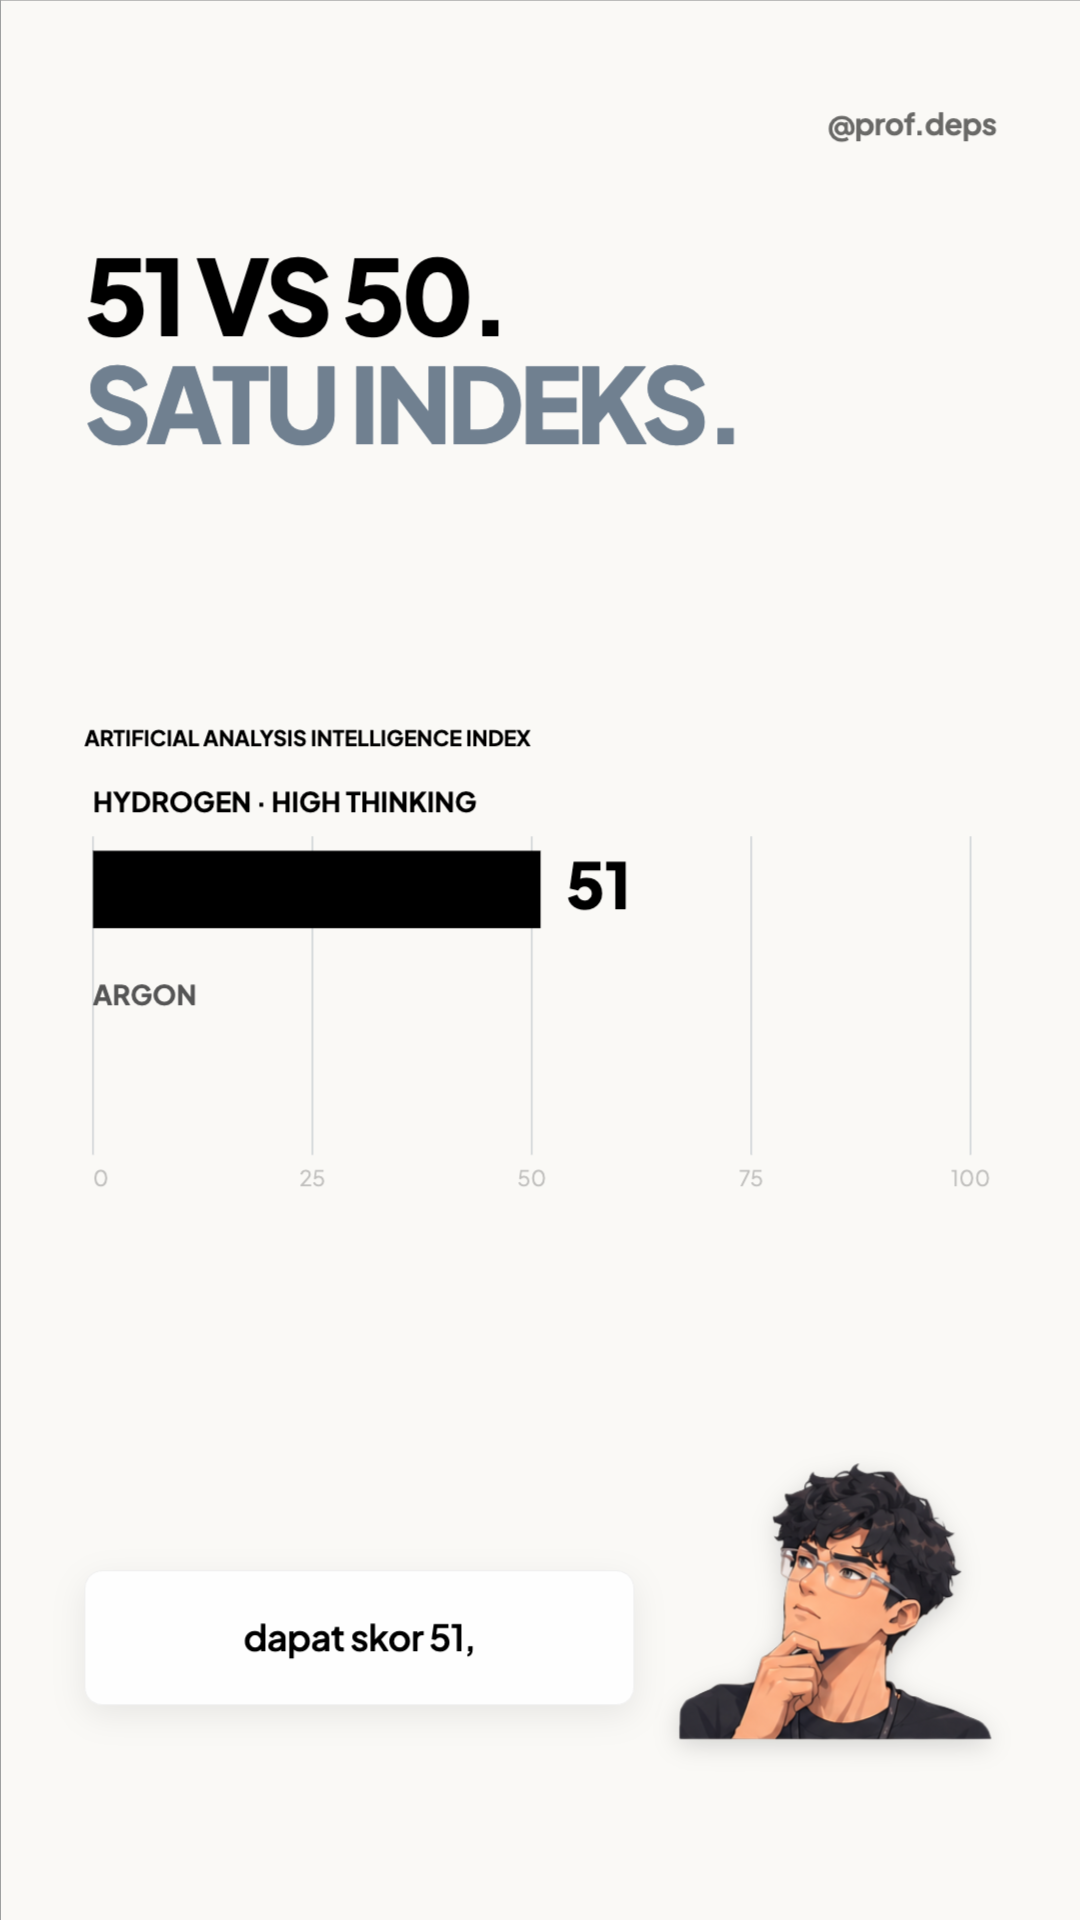 @prof.deps
51 VS 50.
SATU INDEKS.
ARTIFICIAL ANALYSIS INTELLIGENCE INDEX
HYDROGEN · HIGH THINKING
51
ARGON
0 25 50 75 100
dapat skor 51,